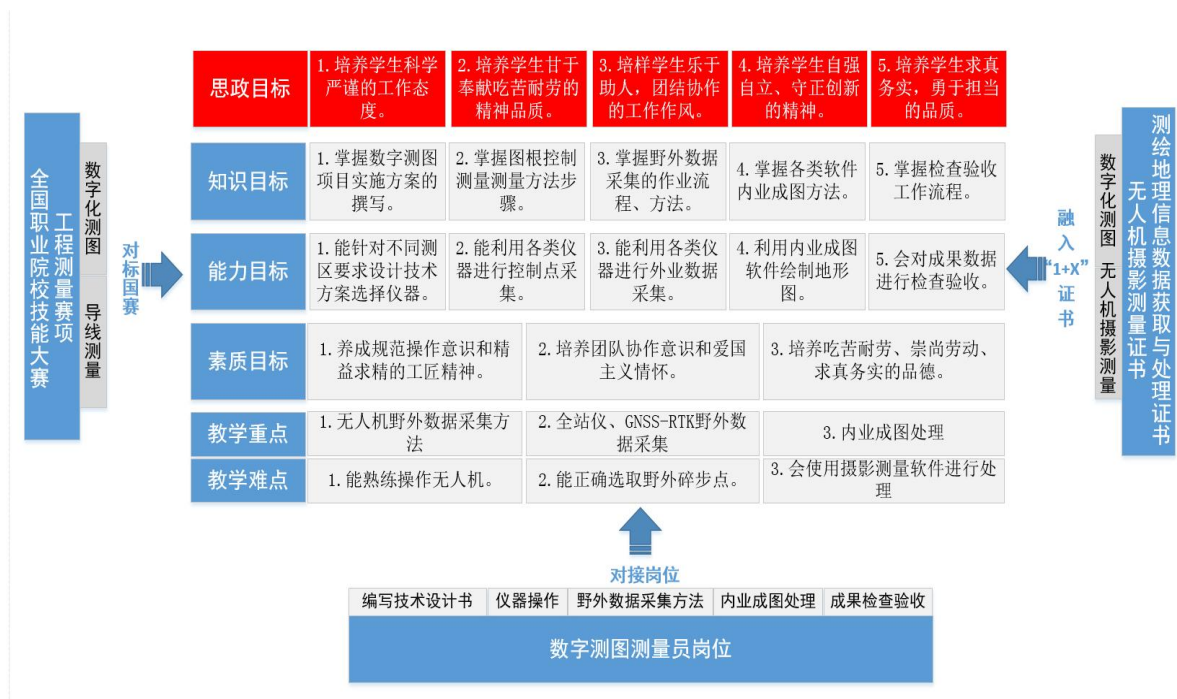 思政目标
1.培养学生科学
严谨的工作态
度。
2.培养学生甘于
奉献吃苦耐劳的
精神品质。
3.培样学生乐于
助人，团结协作
的工作作风。
4.培养学生自强
自立、守正创新
的精神。
5.培养学生求真
务实，勇于担当
的品质。
知识目标
1.掌握数字测图
项目实施方案的
撰写。
2.掌握图根控制
测量测量方法步
骤。
3.掌握野外数据
采集的作业流
程、方法。
4.掌握各类软件
内业成图方法。
5.掌握检查验收
工作流程。
能力目标
1.能针对不同测
区要求设计技术
方案选择仪器。
2.能利用各类仪
器进行控制点采
集。
3.能利用各类仪
器进行外业数据
采集。
4.利用内业成图
软件绘制地形
图。
5.会对成果数据
进行检查验收。
素质目标
1.养成规范操作意识和精
益求精的工匠精神。
2.培养团队协作意识和爱国
主义情怀。
3.培养吃苦耐劳、崇尚劳动、
求真务实的品德。
教学重点
1.无人机野外数据采集方
法
2.全站仪、GNSS-RTK野外数
据采集
3.内业成图处理
教学难点
1.能熟练操作无人机。
2.能正确选取野外碎步点。
3.会使用摄影测量软件进行处
理
全国职业院校技能大赛
工程测量赛项
数字化测图
导线测量
对标国赛
融入
“1+X”
证书
数字化测图 无人机摄影测量
测绘地理信息数据获取与处理证书
无人机摄影测量证书
对接岗位
编写技术设计书
仪器操作
野外数据采集方法
内业成图处理
成果检查验收
数字测图测量员岗位